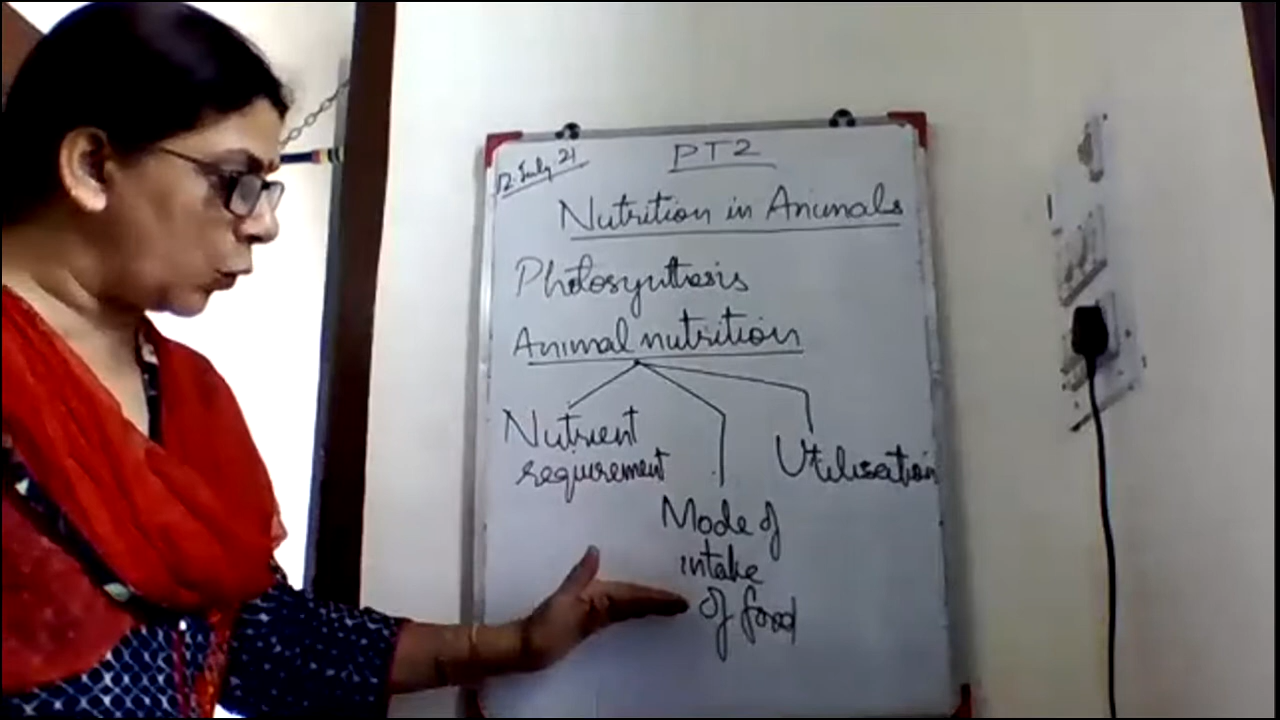 12 July 21
PT2
Nutrition in Animals
Photosynthesis
Animal nutrition
Nutrient
requirement
Mode of
intake
of food
Utilisation